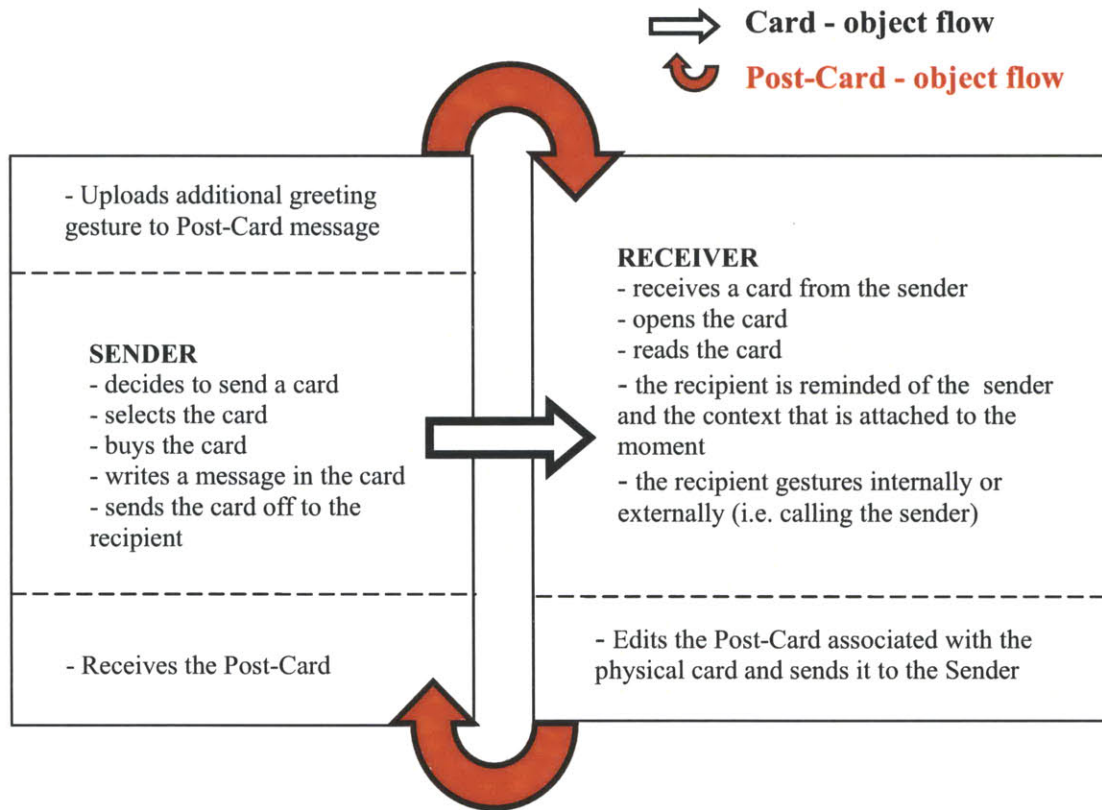 Card - object flow
Post-Card - object flow
- Uploads additional greeting
gesture to Post-Card message
SENDER
- decides to send a card
- selects the card
- buys the card
- writes a message in the card
- sends the card off to the
recipient
- Receives the Post-Card
RECEIVER
- receives a card from the sender
- opens the card
- reads the card
- the recipient is reminded of the sender
and the context that is attached to the
moment
- the recipient gestures internally or
externally (i.e. calling the sender)
- Edits the Post-Card associated with the
physical card and sends it to the Sender